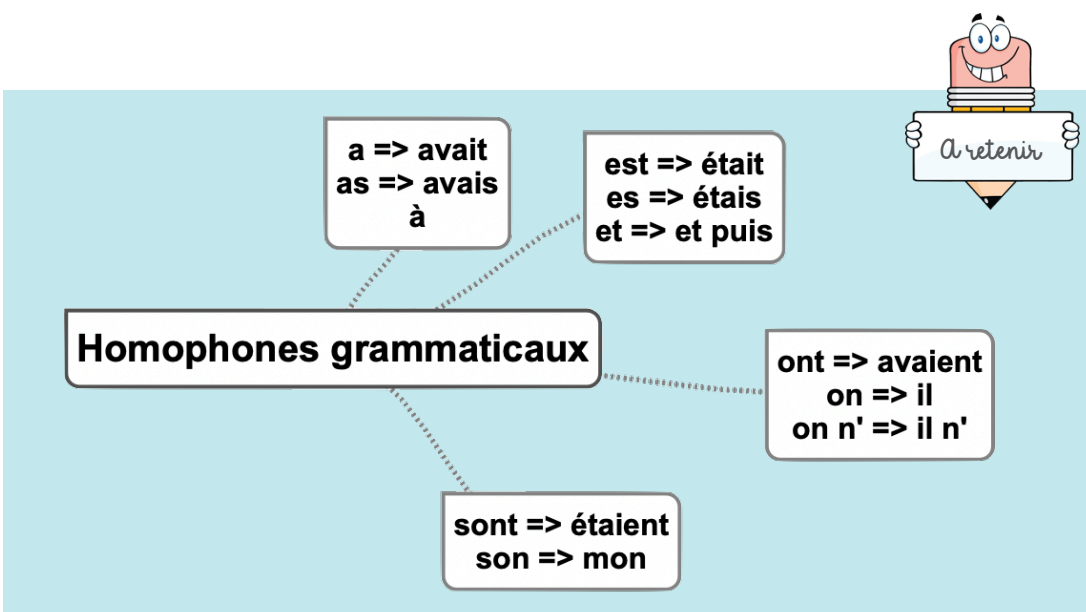 A retenir
a => avait
as => avais
à
est => était
es => étais
et => et puis
Homophones grammaticaux
ont => avaient
on => il
on n' => il n'
sont => étaient
son => mon